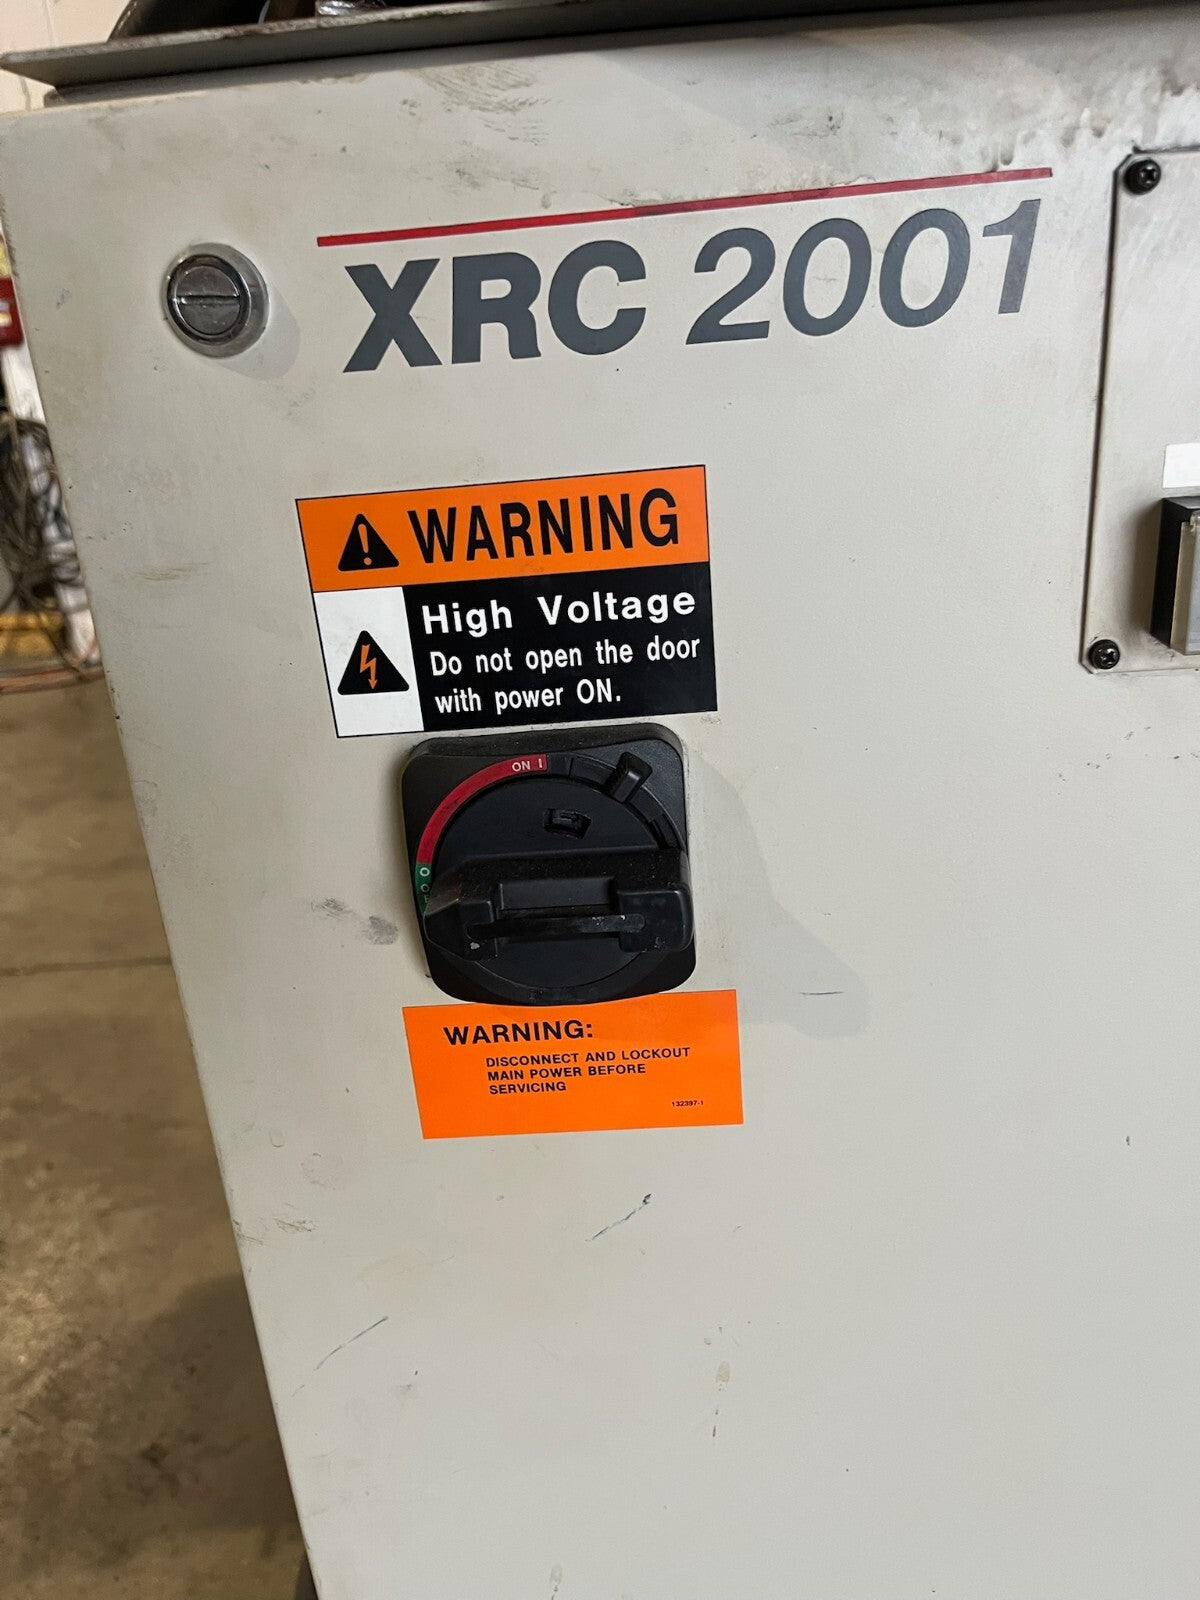 XRC 2001
WARNING
High Voltage
Do not open the door
with power ON.
ON I
O
WARNING:
DISCONNECT AND LOCKOUT
MAIN POWER BEFORE
SERVICING
132397-1